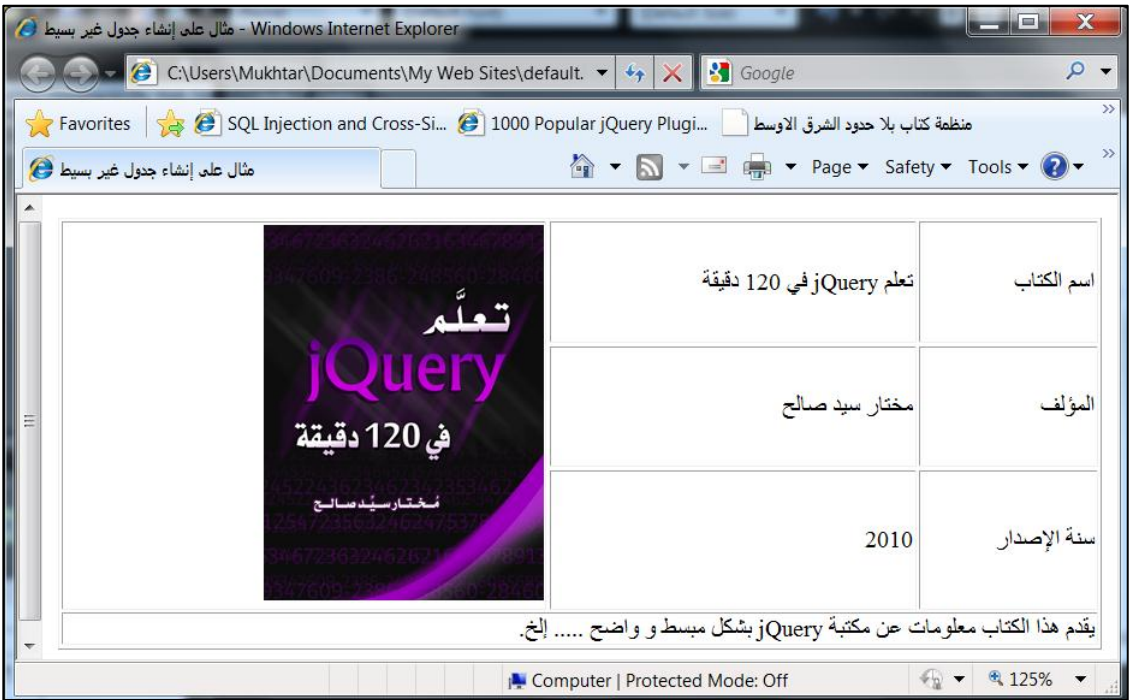 مثال على إنشاء جدول غير بسيط - Windows Internet Explorer
C:\Users\Mukhtar\Documents\My Web Sites\default.
Google
Favorites
SQL Injection and Cross-Si...
1000 Popular jQuery Plugi...
منظمة كتاب بلا حدود الشرق الاوسط
مثال على إنشاء جدول غير بسيط
Page
Safety
Tools
اسم الكتاب
تعلم jQuery في 120 دقيقة
المؤلف
مختار سيد صالح
سنة الإصدار
2010
تعلَّم
jQuery
في 120 دقيقة
مُختار سيِّد صالح
يقدم هذا الكتاب معلومات عن مكتبة jQuery بشكل مبسط و واضح ..... إلخ.
Computer | Protected Mode: Off
125%